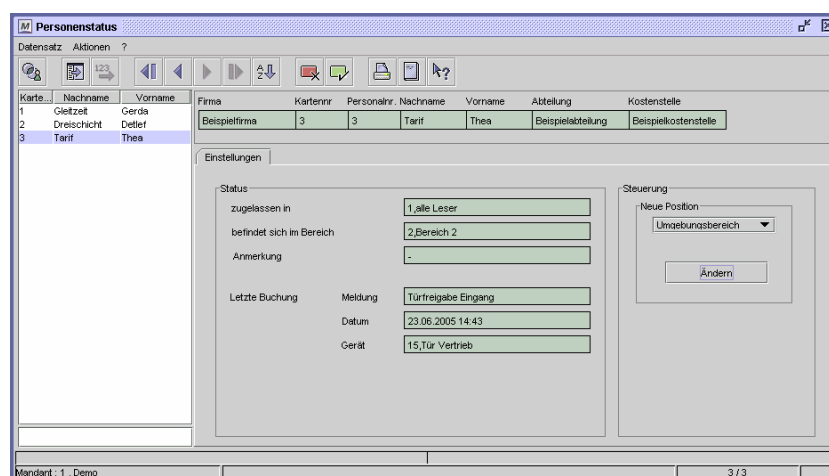 M Personenstatus
Datensatz Aktionen ?
123
A
Z
?
Karte... Nachname Vorname
1 Gleitzeit Gerda
2 Dreischicht Detlef
3 Tarif Thea
Firma Kartennr Personalnr. Nachname Vorname Abteilung Kostenstelle
Beispielfirma 3 3 Tarif Thea Beispielabteilung Beispielkostenstelle
Einstellungen
Status
zugelassen in 1,alle Leser
befindet sich im Bereich 2,Bereich 2
Anmerkung -
Letzte Buchung Meldung Türfreigabe Eingang
Datum 23.06.2005 14:43
Gerät 15,Tür Vertrieb
Steuerung
Neue Position
Umgebungsbereich
Ändern
Mandant : 1 , Demo 3 / 3